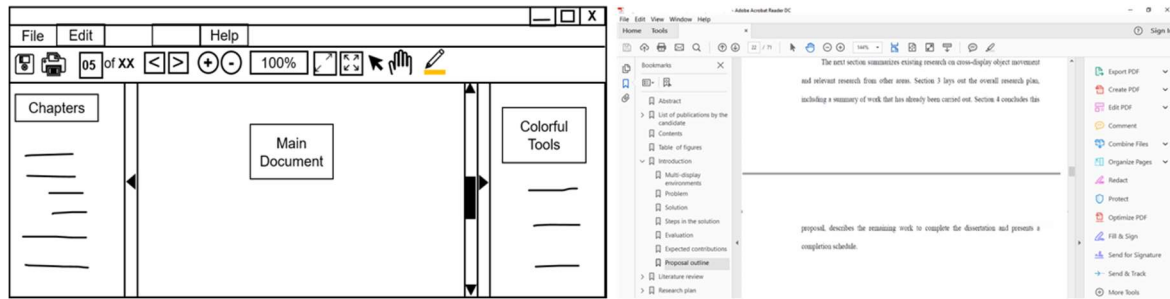 X
File Edit Help
05 of XX < > + - 100%
Chapters
Main
Document
Colorful
Tools
- Adobe Acrobat Reader DC
File Edit View Window Help
Home Tools
Sign I
22 / 71
144%
Bookmarks
Abstract
List of publications by the
candidate
Contents
Table of figures
Introduction
Multi-display
environments
Problem
Solution
Steps in the solution
Evaluation
Expected contributions
Proposal outline
Literature review
Research plan
The next section summarizes existing research on cross-display object movement
and relevant research from other areas. Section 3 lays out the overall research plan,
including a summary of work that has already been carried out. Section 4 concludes this
proposal, describes the remaining work to complete the dissertation and presents a
completion schedule.
Export PDF
Create PDF
Edit PDF
Comment
Combine Files
Organize Pages
Redact
Protect
Optimize PDF
Fill & Sign
Send for Signature
Send & Track
More Tools